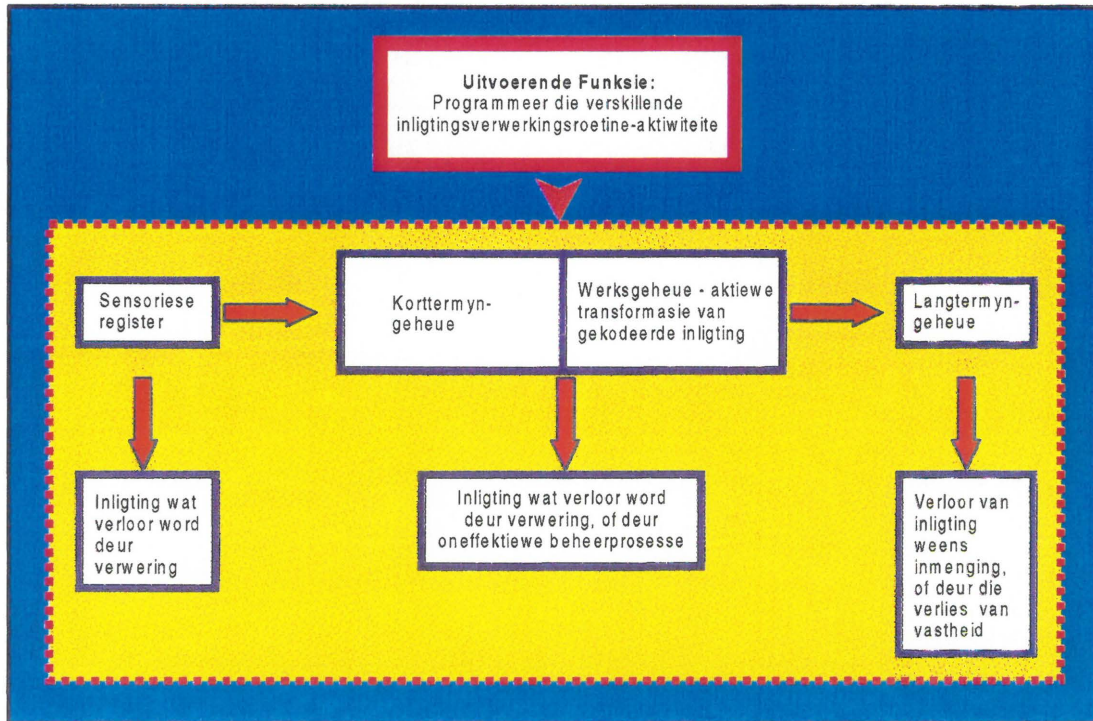 Uitvoerende Funksie:
Programmeer die verskillende
inligtingsverwerkingsroetine-aktiwiteite
Sensoriese
register
Korttermyn-
geheue
Werksgeheue - aktiewe
transformasie van
gekodeerde inligting
Langtermyn-
geheue
Inligting wat
verloor word
deur
verwering
Inligting wat verloor word
deur verwering, of deur
oneffektiewe beheerprosesse
Verloor van
inligting
weens
inmenging,
of deur die
verlies van
vastheid